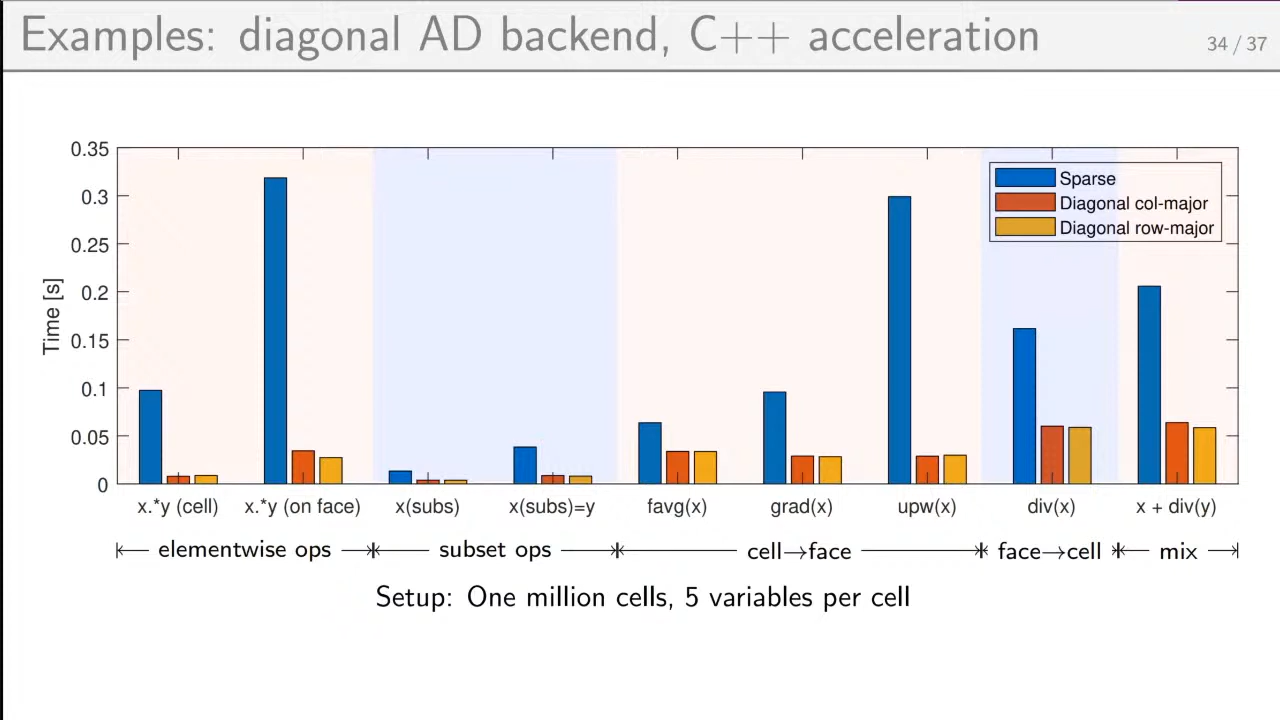 Examples: diagonal AD backend, C++ acceleration
34 / 37
0.35
0.3
0.25
0.2
0.15
0.1
0.05
0
Time [s]
Sparse
Diagonal col-major
Diagonal row-major
x.*y (cell) x.*y (on face) x(subs) x(subs)=y favg(x) grad(x) upw(x) div(x) x + div(y)
elementwise ops subset ops cell→face face→cell mix
Setup: One million cells, 5 variables per cell